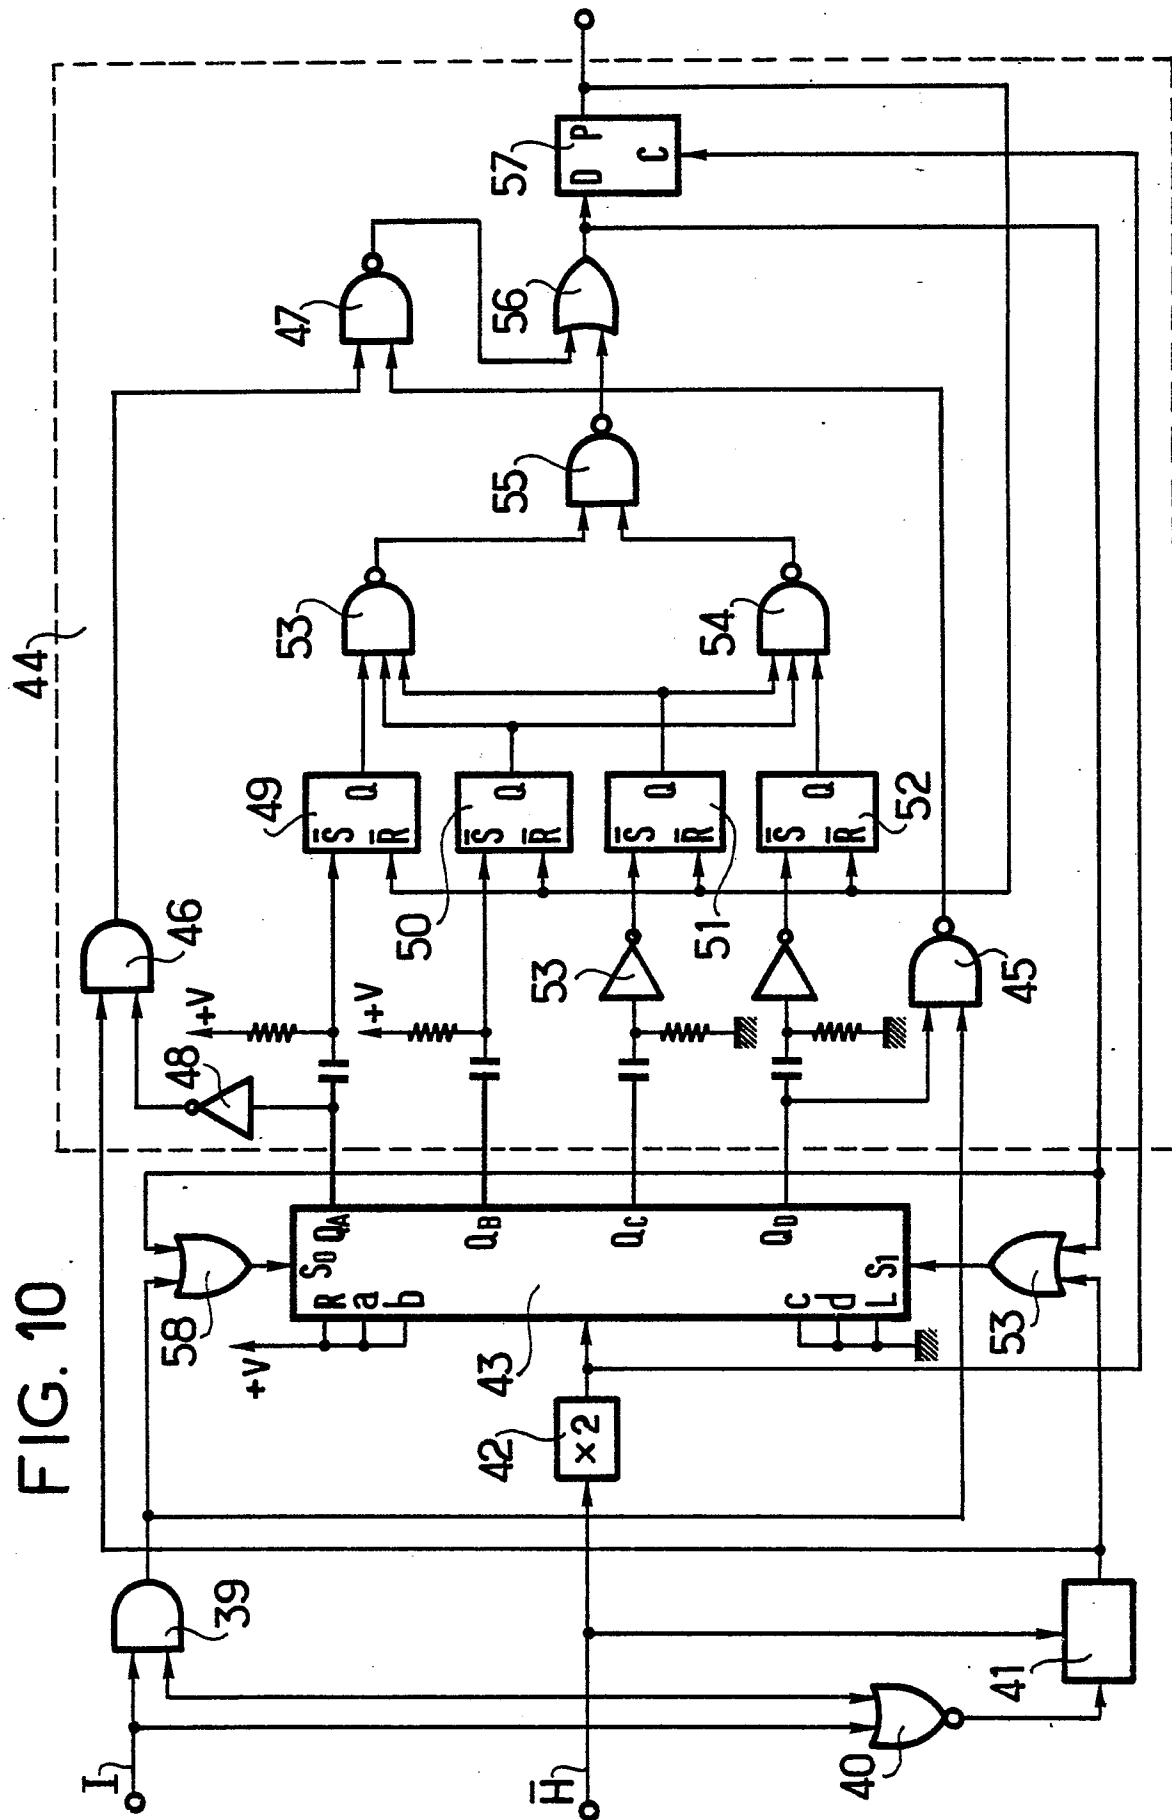 FIG. 10
44
47
57
D
P
C
56
55
53
54
49
S̅
Q
R̅
50
S̅
Q
R̅
51
S̅
Q
R̅
52
S̅
Q
R̅
46
+V
+V
48
53
45
58
+V
S0
QA
QB
QC
QD
S1
R
a
b
c
d
L
43
42
×2
53
39
40
41
I
H̅